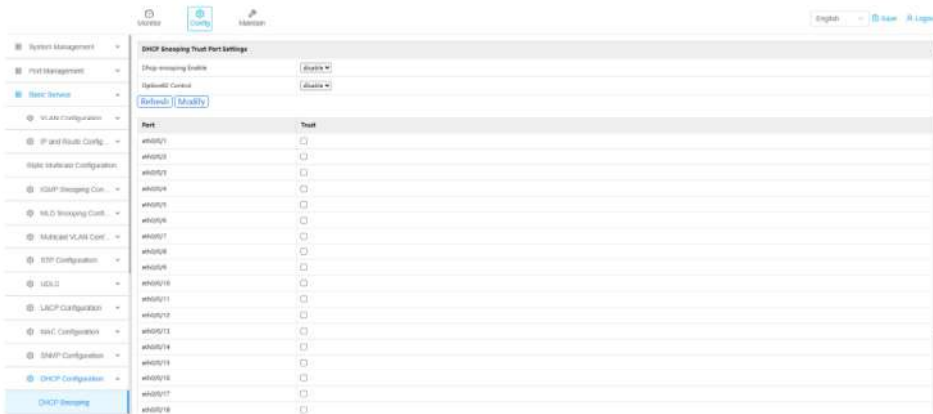 Monitor
Config
Maintain
English
Save
Logout
System Management
Port Management
Basic Service
VLAN Configuration
IP and Route Config...
Static Multicast Configuration
IGMP Snooping Con...
MLD Snooping Confi...
Multicast VLAN Conf...
STP Configuration
UDLD
LACP Configuration
MAC Configuration
SNMP Configuration
DHCP Configuration
DHCP Snooping
DHCP Snooping Trust Port Settings
Dhcp-snooping Enable disable
Option82 Control disable
Refresh Modify
Port Trust
eth0/0/1
eth0/0/2
eth0/0/3
eth0/0/4
eth0/0/5
eth0/0/6
eth0/0/7
eth0/0/8
eth0/0/9
eth0/0/10
eth0/0/11
eth0/0/12
eth0/0/13
eth0/0/14
eth0/0/15
eth0/0/16
eth0/0/17
eth0/0/18